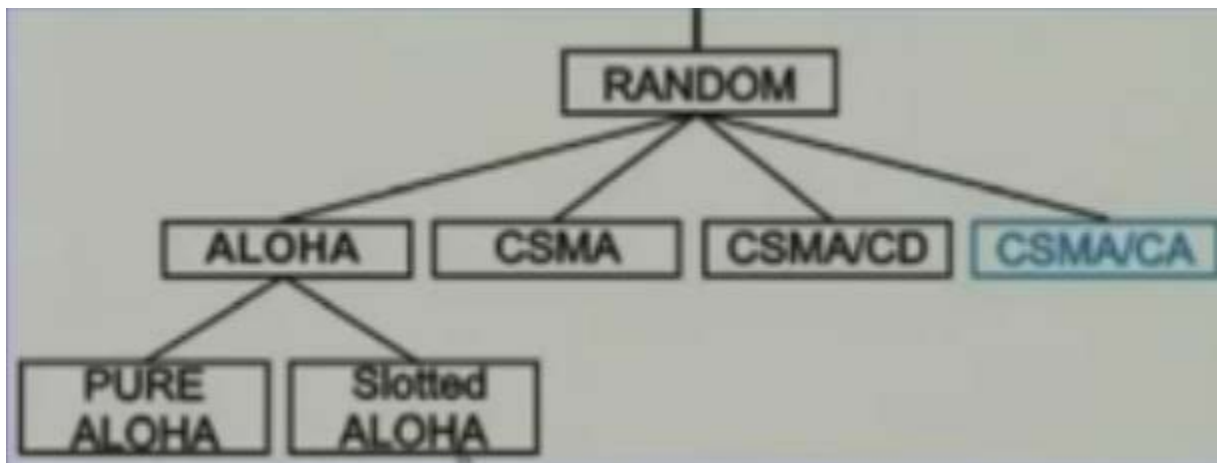 RANDOM
ALOHA
CSMA
CSMA/CD
CSMA/CA
PURE
ALOHA
Slotted
ALOHA